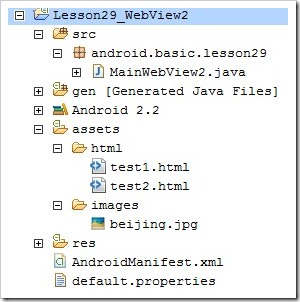 Lesson29_WebView2
src
android.basic.lesson29
MainWebView2.java
gen [Generated Java Files]
Android 2.2
assets
html
test1.html
test2.html
images
beijing.jpg
res
AndroidManifest.xml
default.properties